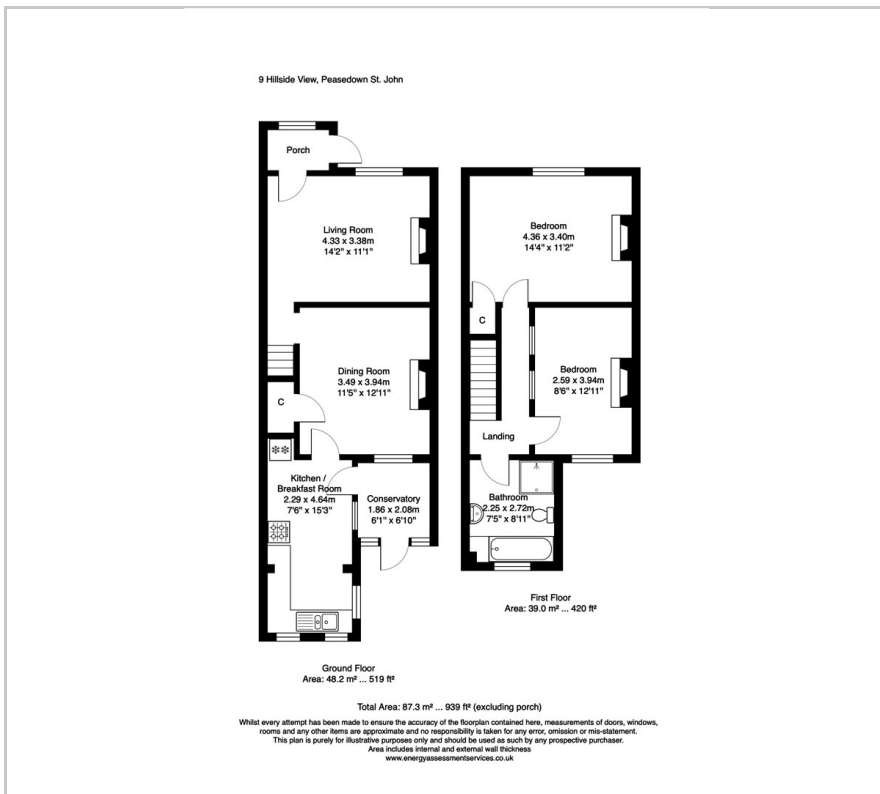 9 Hillside View, Peasedown St. John
Porch
Living Room
4.33 x 3.38m
14'2" x 11'1"
Dining Room
3.49 x 3.94m
11'5" x 12'11"
C
Kitchen /
Breakfast Room
2.29 x 4.64m
7'6" x 15'3"
Conservatory
1.86 x 2.08m
6'1" x 6'10"
Ground Floor
Area: 48.2 m² ... 519 ft²
Bedroom
4.36 x 3.40m
14'4" x 11'2"
C
Bedroom
2.59 x 3.94m
8'6" x 12'11"
Landing
Bathroom
2.25 x 2.72m
7'5" x 8'11"
First Floor
Area: 39.0 m² ... 420 ft²
Total Area: 87.3 m² ... 939 ft² (excluding porch)
Whilst every attempt has been made to ensure the accuracy of the floorplan contained here, measurements of doors, windows,
rooms and any other items are approximate and no responsibility is taken for any error, omission or mis-statement.
This plan is purely for illustrative purposes only and should be used as such by any prospective purchaser.
Area includes internal and external wall thickness
www.energyassessmentservices.co.uk